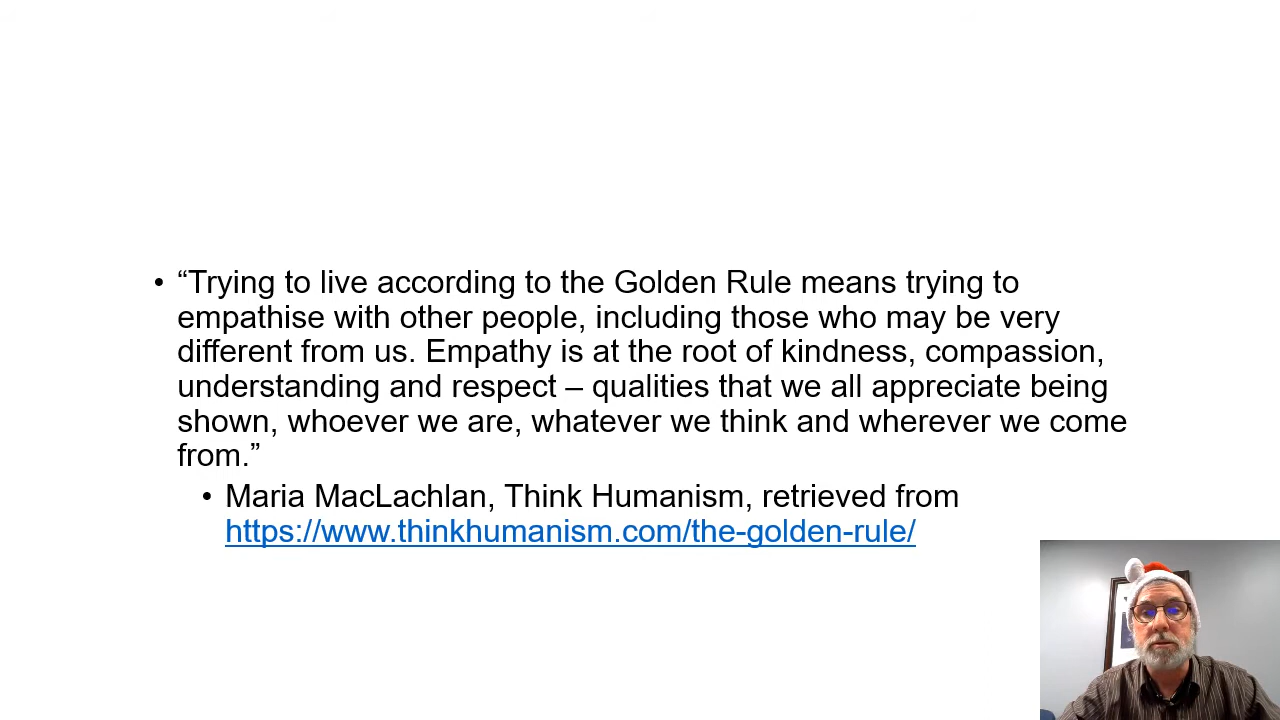 • “Trying to live according to the Golden Rule means trying to
empathise with other people, including those who may be very
different from us. Empathy is at the root of kindness, compassion,
understanding and respect – qualities that we all appreciate being
shown, whoever we are, whatever we think and wherever we come
from.”
• Maria MacLachlan, Think Humanism, retrieved from
https://www.thinkhumanism.com/the-golden-rule/